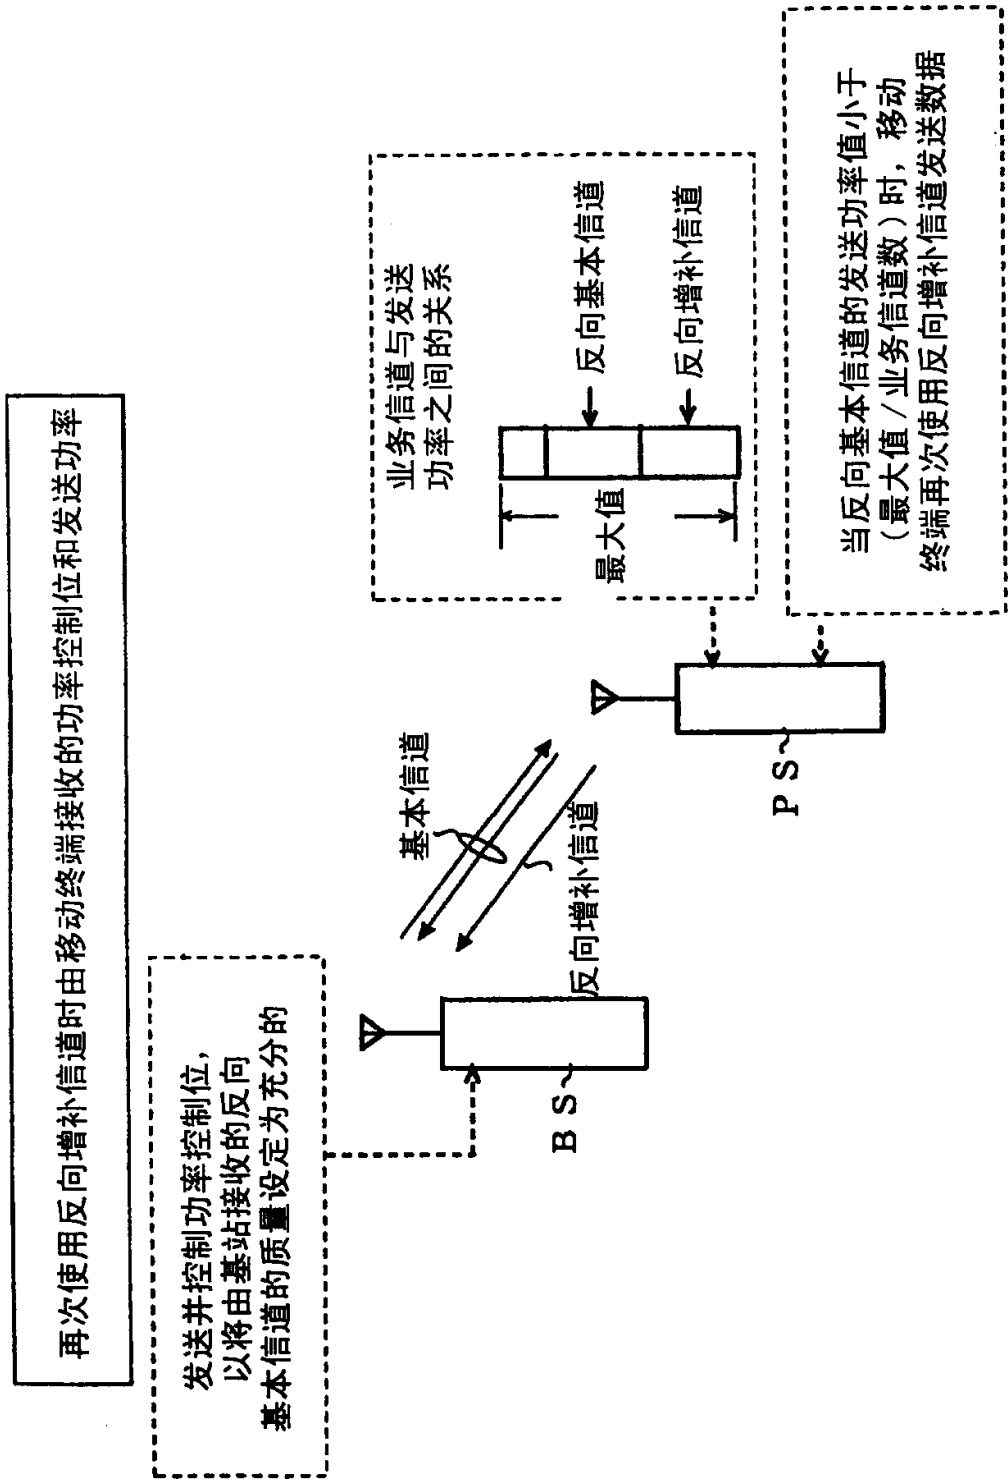 再次使用反向增补信道时由移动终端接收的功率控制位和发送功率
发送并控制功率控制位,
以将由基站接收的反向
基本信道的质量设定为充分的
业务信道与发送
功率之间的关系
最大值
反向基本信道
反向增补信道
基本信道
反向增补信道
BS
PS
当反向基本信道的发送功率值小于
(最大值/业务信道数)时, 移动
终端再次使用反向增补信道发送数据